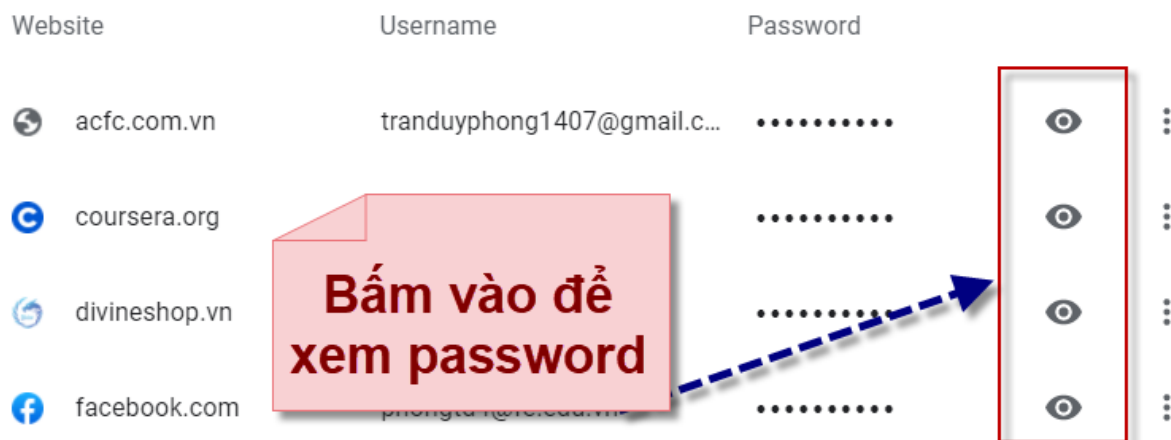 Website Username Password
acfc.com.vn tranduyphong1407@gmail.c... ••••••••••
coursera.org ••••••••••
divineshop.vn ••••••••••
Bấm vào để
xem password
facebook.com ••••••••••